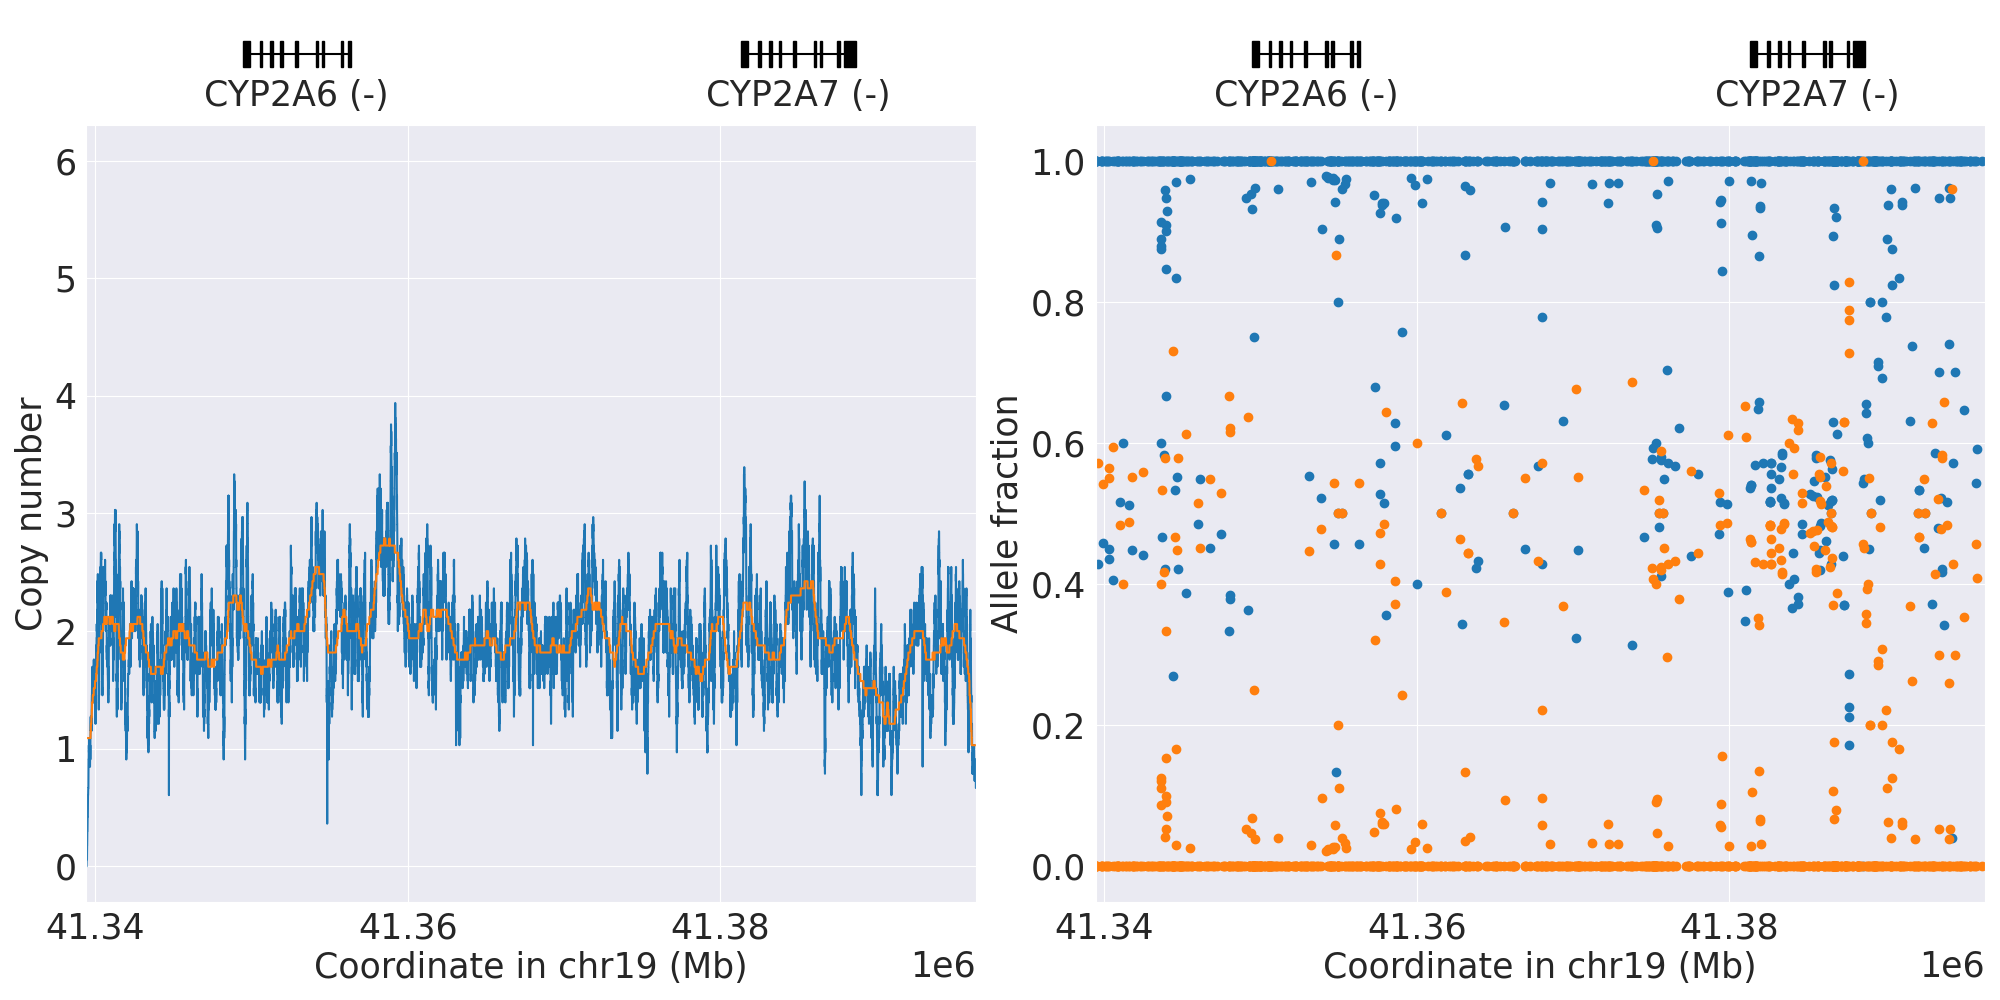 CYP2A6 (-)
CYP2A7 (-)
CYP2A6 (-)
CYP2A7 (-)
6
5
4
3
2
1
0
Copy number
41.34
41.36
41.38
Coordinate in chr19 (Mb)
1e6
1.0
0.8
0.6
0.4
0.2
0.0
Allele fraction
41.34
41.36
41.38
Coordinate in chr19 (Mb)
1e6